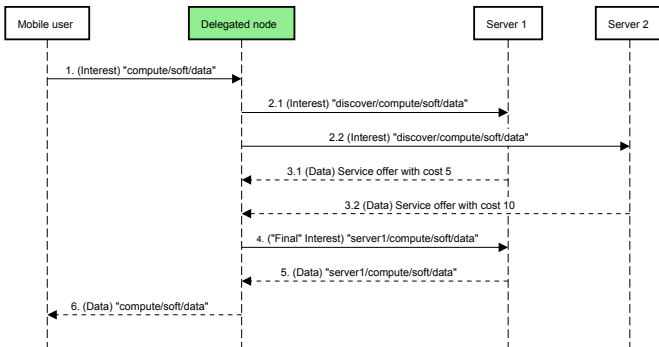 Mobile user
Delegated node
Server 1
Server 2
1. (Interest) "compute/soft/data"
2.1 (Interest) "discover/compute/soft/data"
2.2 (Interest) "discover/compute/soft/data"
3.1 (Data) Service offer with cost 5
3.2 (Data) Service offer with cost 10
4. ("Final" Interest) "server1/compute/soft/data"
5. (Data) "server1/compute/soft/data"
6. (Data) "compute/soft/data"